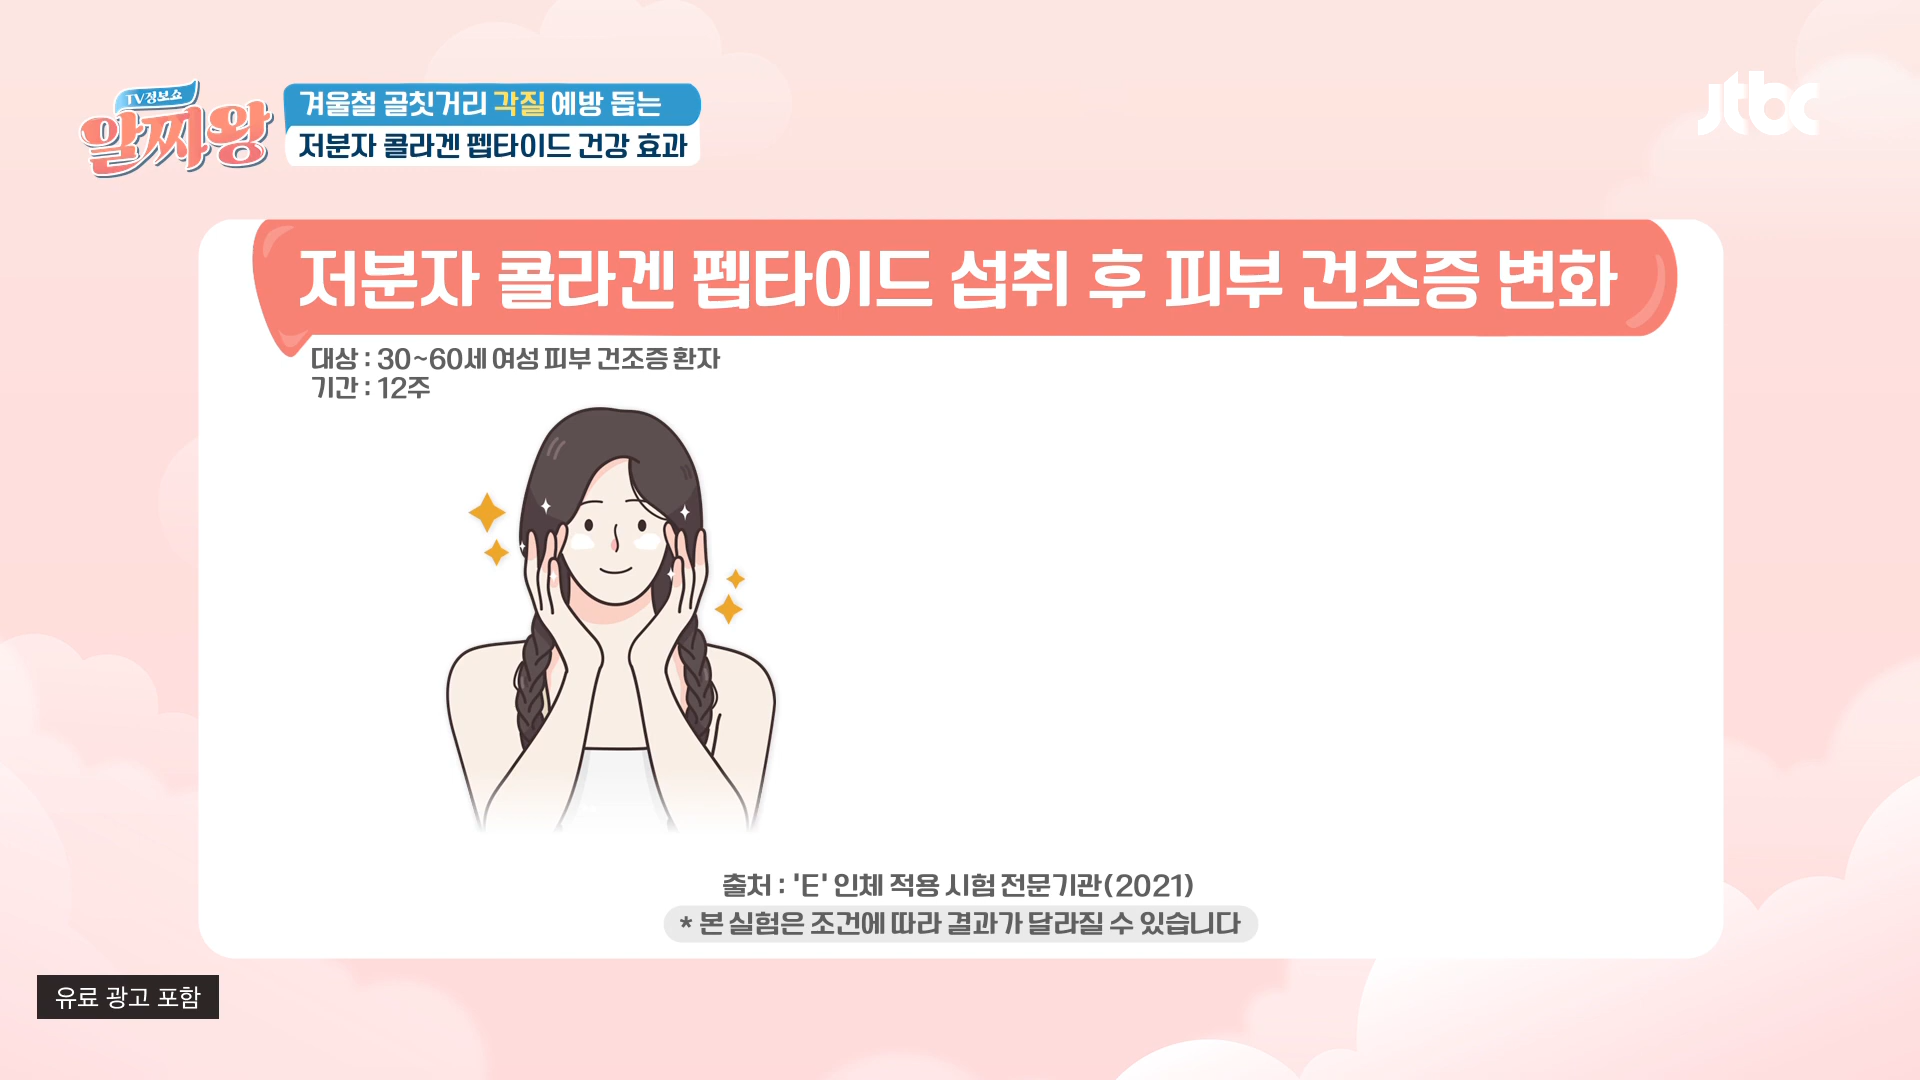 TV정보쇼
알짜왕
겨울철 골칫거리 각질 예방 돕는
저분자 콜라겐 펩타이드 건강 효과
jtbc
저분자 콜라겐 펩타이드 섭취 후 피부 건조증 변화
대상 : 30~60세 여성 피부 건조증 환자
기간 : 12주
출처 : 'E' 인체 적용 시험 전문기관(2021)
* 본 실험은 조건에 따라 결과가 달라질 수 있습니다
유료 광고 포함